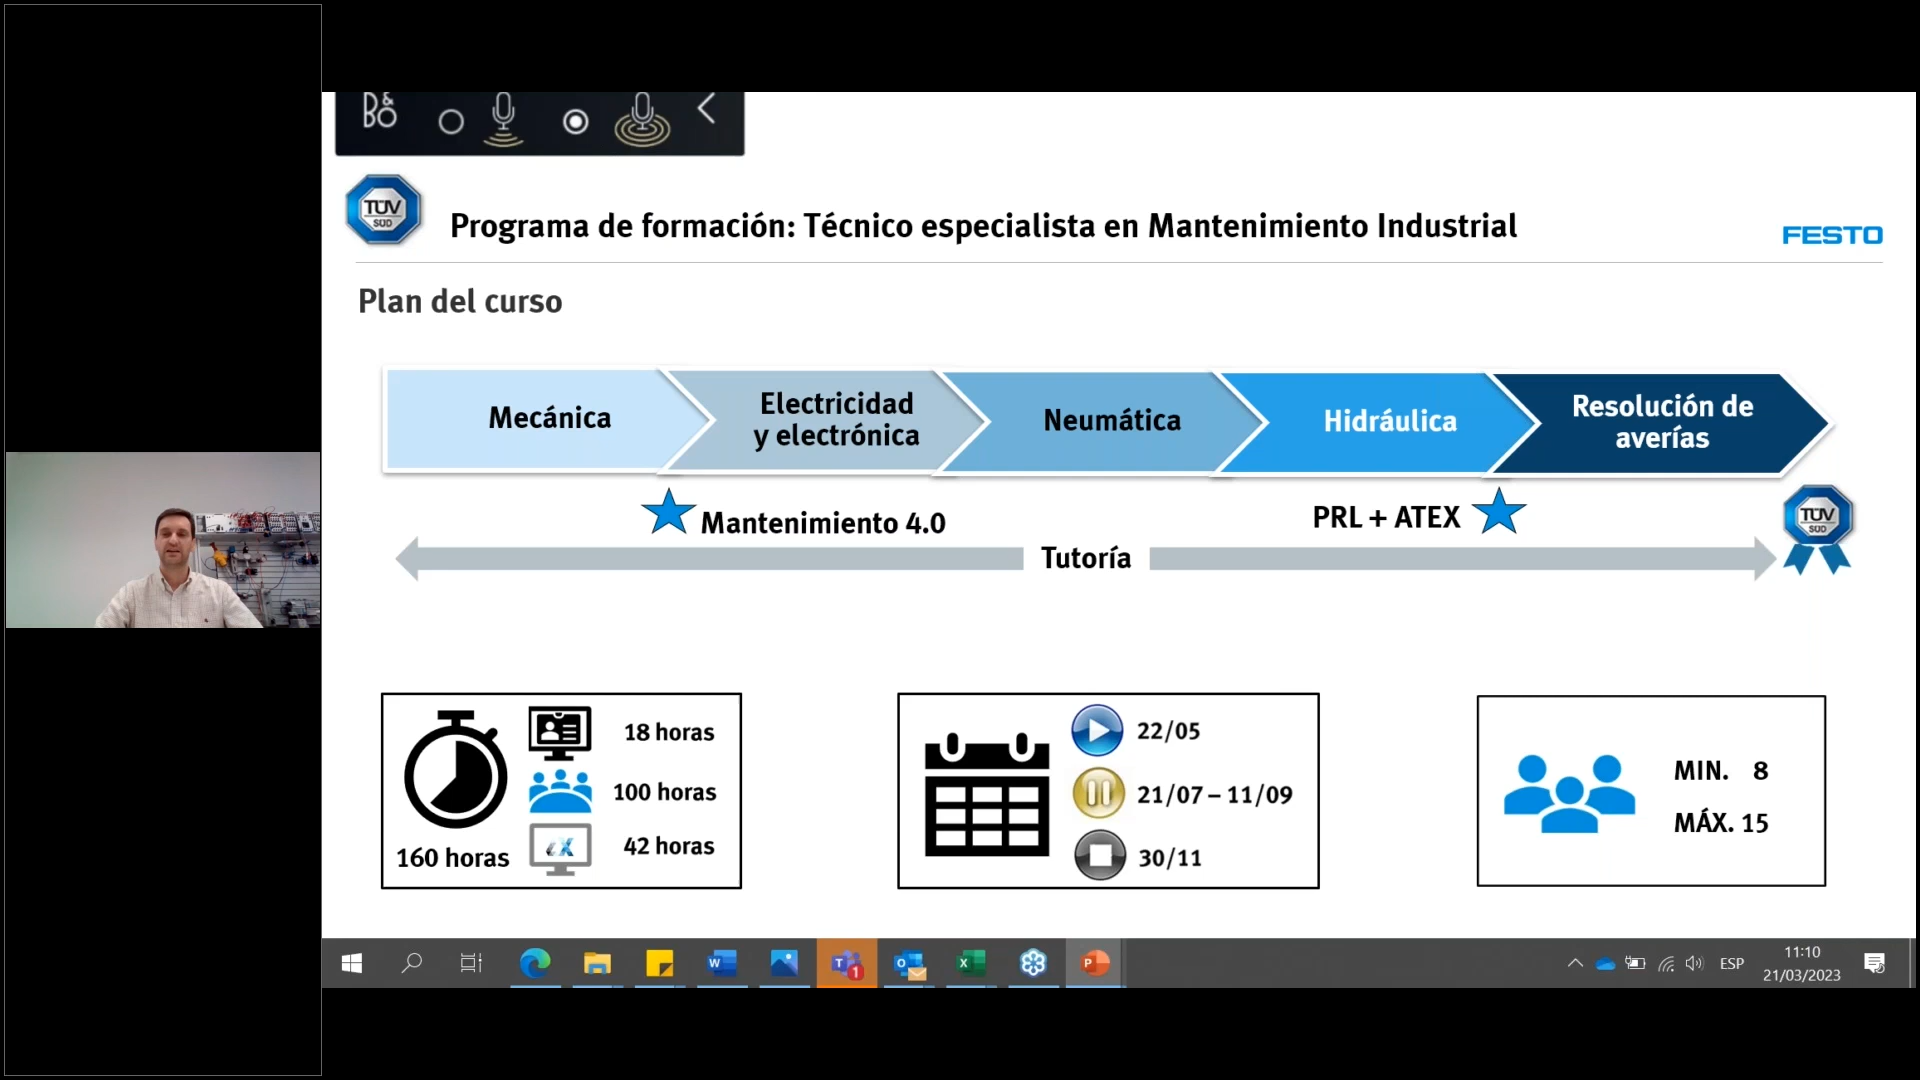 B&O
TÜV
SÜD
Programa de formación: Técnico especialista en Mantenimiento Industrial
FESTO
Plan del curso
Mecánica
Electricidad
y electrónica
Neumática
Hidráulica
Resolución de
averías
Mantenimiento 4.0
PRL + ATEX
TÜV
SÜD
Tutoría
18 horas
100 horas
42 horas
160 horas
iX
22/05
21/07 – 11/09
30/11
MIN. 8
MÁX. 15
W
T
1
O
X
P
ESP
11:10
21/03/2023